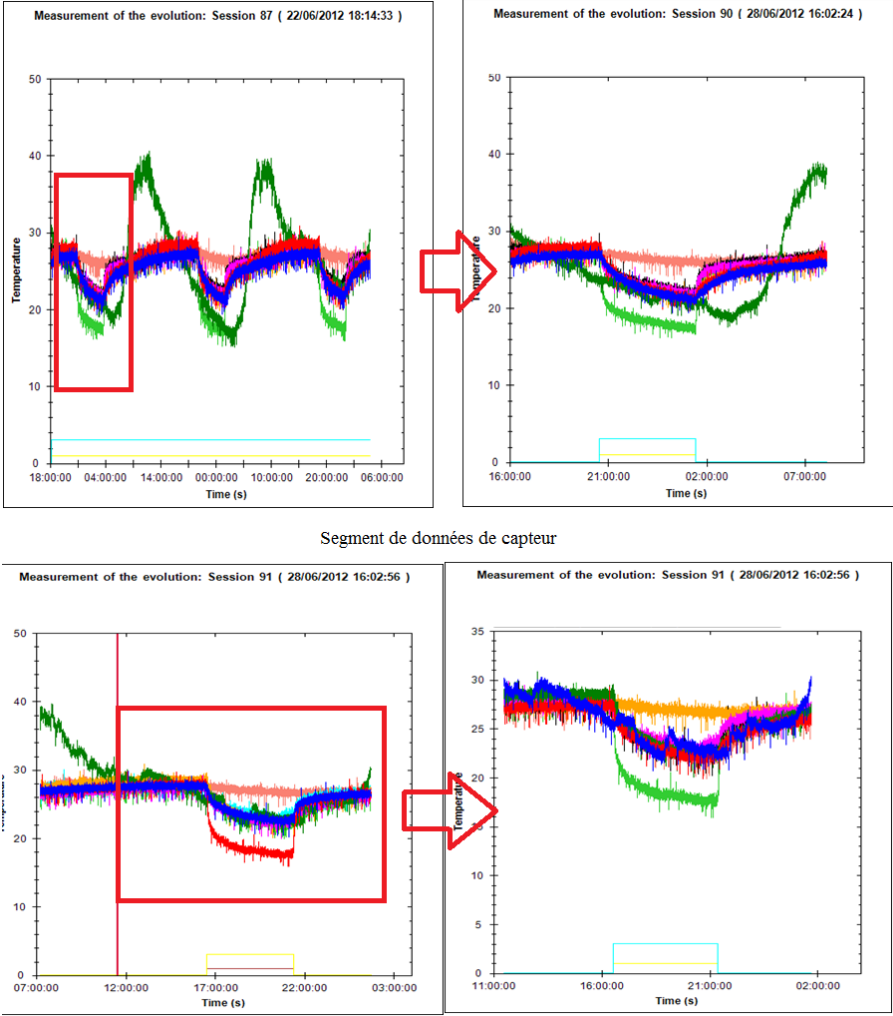 Measurement of the evolution: Session 87 ( 22/06/2012 18:14:33 )
50
40
30
20
10
0
Temperature
18:00:00 04:00:00 14:00:00 00:00:00 10:00:00 20:00:00 06:00:00
Time (s)
Measurement of the evolution: Session 90 ( 28/06/2012 16:02:24 )
50
40
30
20
10
0
Temperature
16:00:00 21:00:00 02:00:00 07:00:00
Time (s)
Segment de données de capteur
Measurement of the evolution: Session 91 ( 28/06/2012 16:02:56 )
50
40
30
20
10
0
Temperature
07:00:00 12:00:00 17:00:00 22:00:00 03:00:00
Time (s)
Measurement of the evolution: Session 91 ( 28/06/2012 16:02:56 )
35
30
25
20
15
10
5
0
Temperature
11:00:00 16:00:00 21:00:00 02:00:00
Time (s)